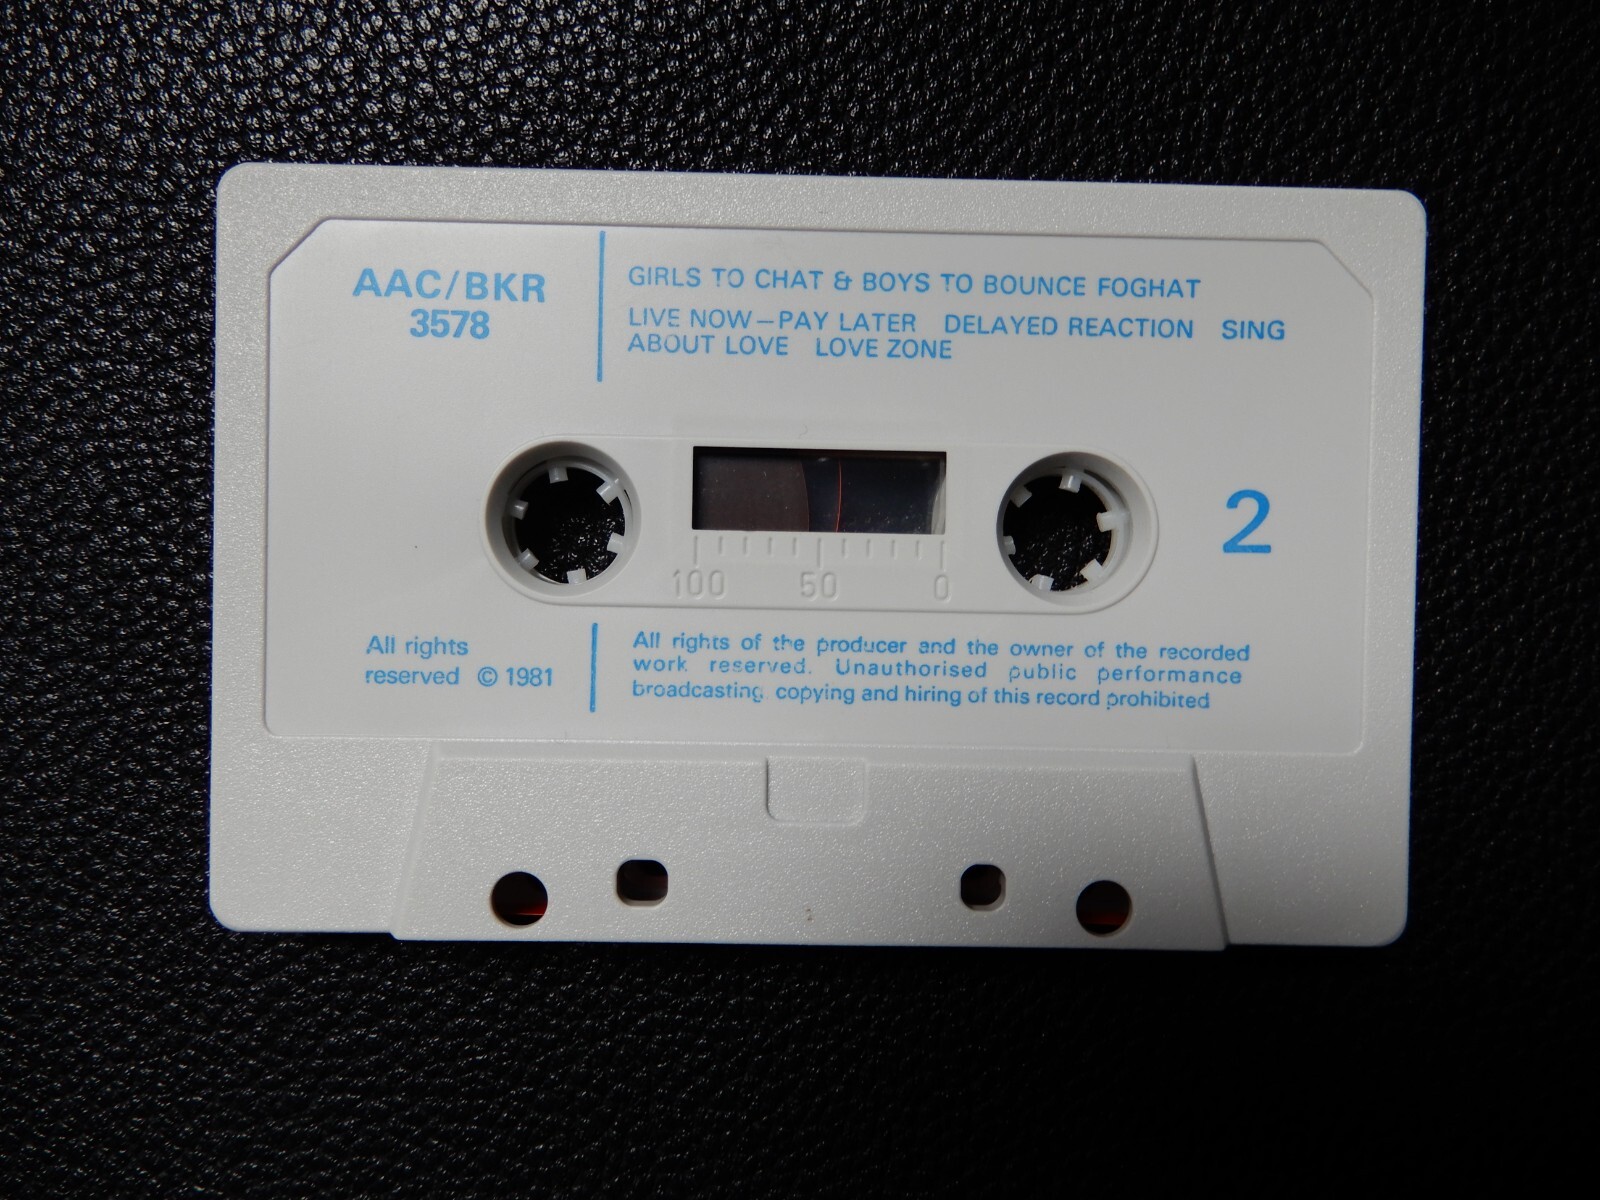 AAC/BKR
3578
GIRLS TO CHAT & BOYS TO BOUNCE FOGHAT
LIVE NOW—PAY LATER DELAYED REACTION SING
ABOUT LOVE LOVE ZONE
100 50 0
2
All rights
reserved © 1981
All rights of the producer and the owner of the recorded
work reserved. Unauthorised public performance
broadcasting, copying and hiring of this record prohibited